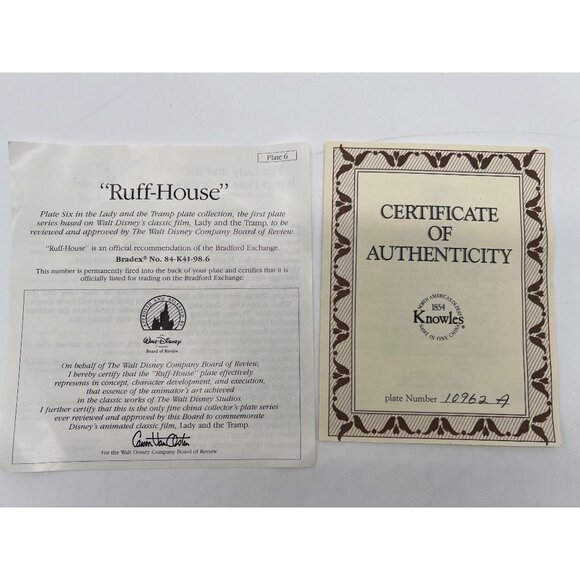 Plate 6
"Ruff-House"
Plate Six in the Lady and the Tramp plate collection, the first plate
series based on Walt Disney's classic film, Lady and the Tramp, to
be reviewed and approved by The Walt Disney Company Board of Review.
"Ruff-House" is an official recommendation of the Bradford Exchange.
Bradex® No. 84-K41-98.6
This number is permanently fired into the back of your plate and certifies that it is
officially listed for trading on the Bradford Exchange.
THE
WALT DISNEY
COMPANY
Board of Review
On behalf of The Walt Disney Company Board of Review,
I hereby certify that the "Ruff-House" plate effectively
represents in concept, character development, and execution,
that essence of the animator's art achieved
in the classic works of The Walt Disney Studios.
I further certify that this is the only fine china collector's plate series
ever reviewed and approved by this Board to commemorate
Disney's animated classic film, Lady and the Tramp.
For the Walt Disney Company Board of Review
CERTIFICATE
OF
AUTHENTICITY
NORTH AMERICA'S OLDEST
1854
Knowles®
NAME IN FINE CHINA
plate Number 10962 A